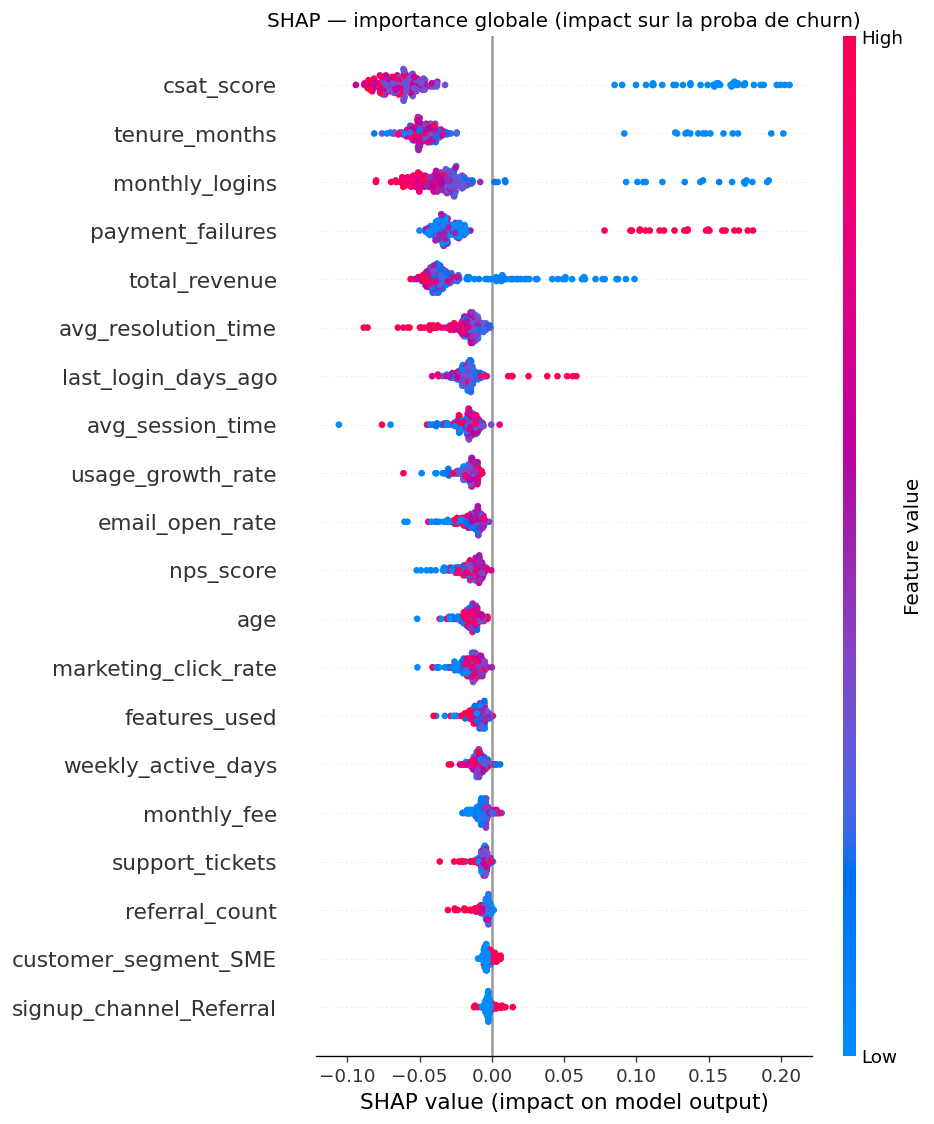 SHAP — importance globale (impact sur la proba de churn)
High
csat_score
tenure_months
monthly_logins
payment_failures
total_revenue
avg_resolution_time
last_login_days_ago
avg_session_time
usage_growth_rate
email_open_rate
nps_score
age
marketing_click_rate
features_used
weekly_active_days
monthly_fee
support_tickets
referral_count
customer_segment_SME
signup_channel_Referral
Feature value
Low
−0.10 −0.05 0.00 0.05 0.10 0.15 0.20
SHAP value (impact on model output)